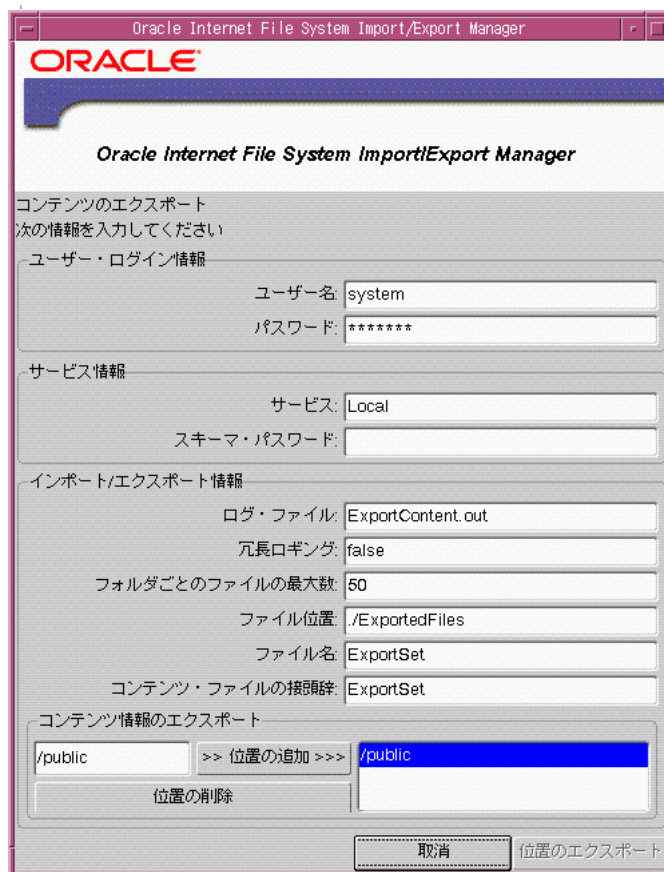 Oracle Internet File System Import/Export Manager
ORACLE
Oracle Internet File System Import/Export Manager
コンテンツのエクスポート
次の情報を入力してください
ユーザー・ログイン情報
ユーザー名: system
パスワード: *******
サービス情報
サービス: Local
スキーマ・パスワード:
インポート/エクスポート情報
ログ・ファイル: ExportContent.out
冗長ロギング: false
フォルダごとのファイルの最大数: 50
ファイル位置: ./ExportedFiles
ファイル名: ExportSet
コンテンツ・ファイルの接頭辞: ExportSet
コンテンツ情報のエクスポート
/public >> 位置の追加 >>> /public
位置の削除
取消 位置のエクスポート